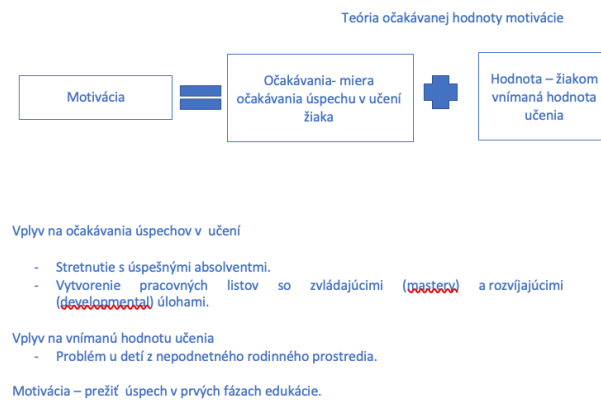 Teória očakávanej hodnoty motivácie
Motivácia
Očakávania- miera
očakávania úspechu v učení
žiaka
Hodnota – žiakom
vnímaná hodnota
učenia
Vplyv na očakávania úspechov v učení
- Stretnutie s úspešnými absolventmi.
- Vytvorenie pracovných listov so zvládajúcimi (mastery) a rozvíjajúcimi
(developmental) úlohami.
Vplyv na vnímanú hodnotu učenia
- Problém u detí z nepodnetného rodinného prostredia.
Motivácia – prežiť úspech v prvých fázach edukácie.